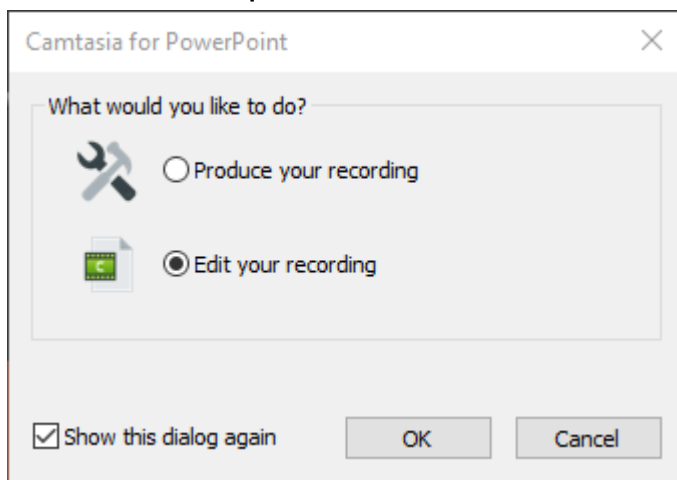 Camtasia for PowerPoint
What would you like to do?
Produce your recording
C
Edit your recording
Show this dialog again
OK
Cancel